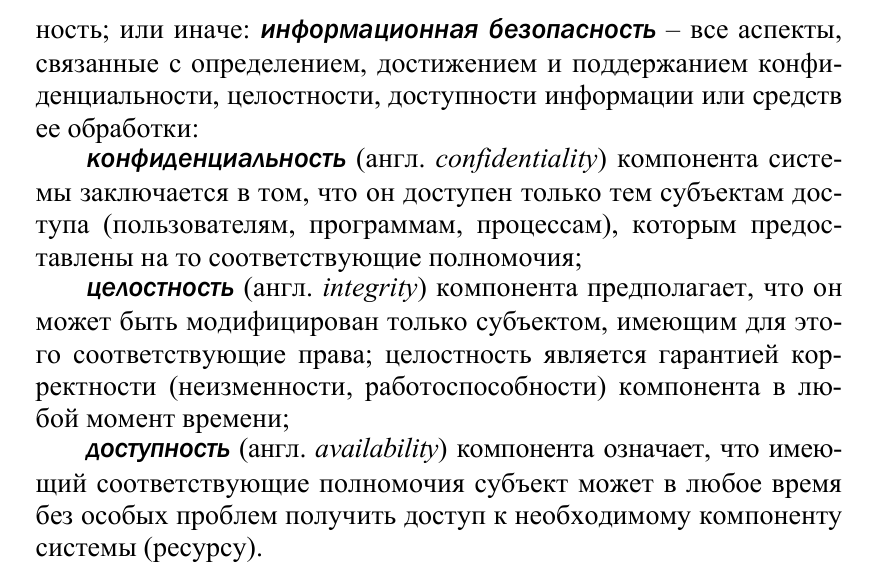 ность; или иначе: информационная безопасность – все аспекты,
связанные с определением, достижением и поддержанием конфи-
денциальности, целостности, доступности информации или средств
ее обработки:
конфиденциальность (англ. confidentiality) компонента систе-
мы заключается в том, что он доступен только тем субъектам дос-
тупа (пользователям, программам, процессам), которым предос-
тавлены на то соответствующие полномочия;
целостность (англ. integrity) компонента предполагает, что он
может быть модифицирован только субъектом, имеющим для это-
го соответствующие права; целостность является гарантией кор-
ректности (неизменности, работоспособности) компонента в лю-
бой момент времени;
доступность (англ. availability) компонента означает, что имею-
щий соответствующие полномочия субъект может в любое время
без особых проблем получить доступ к необходимому компоненту
системы (ресурсу).